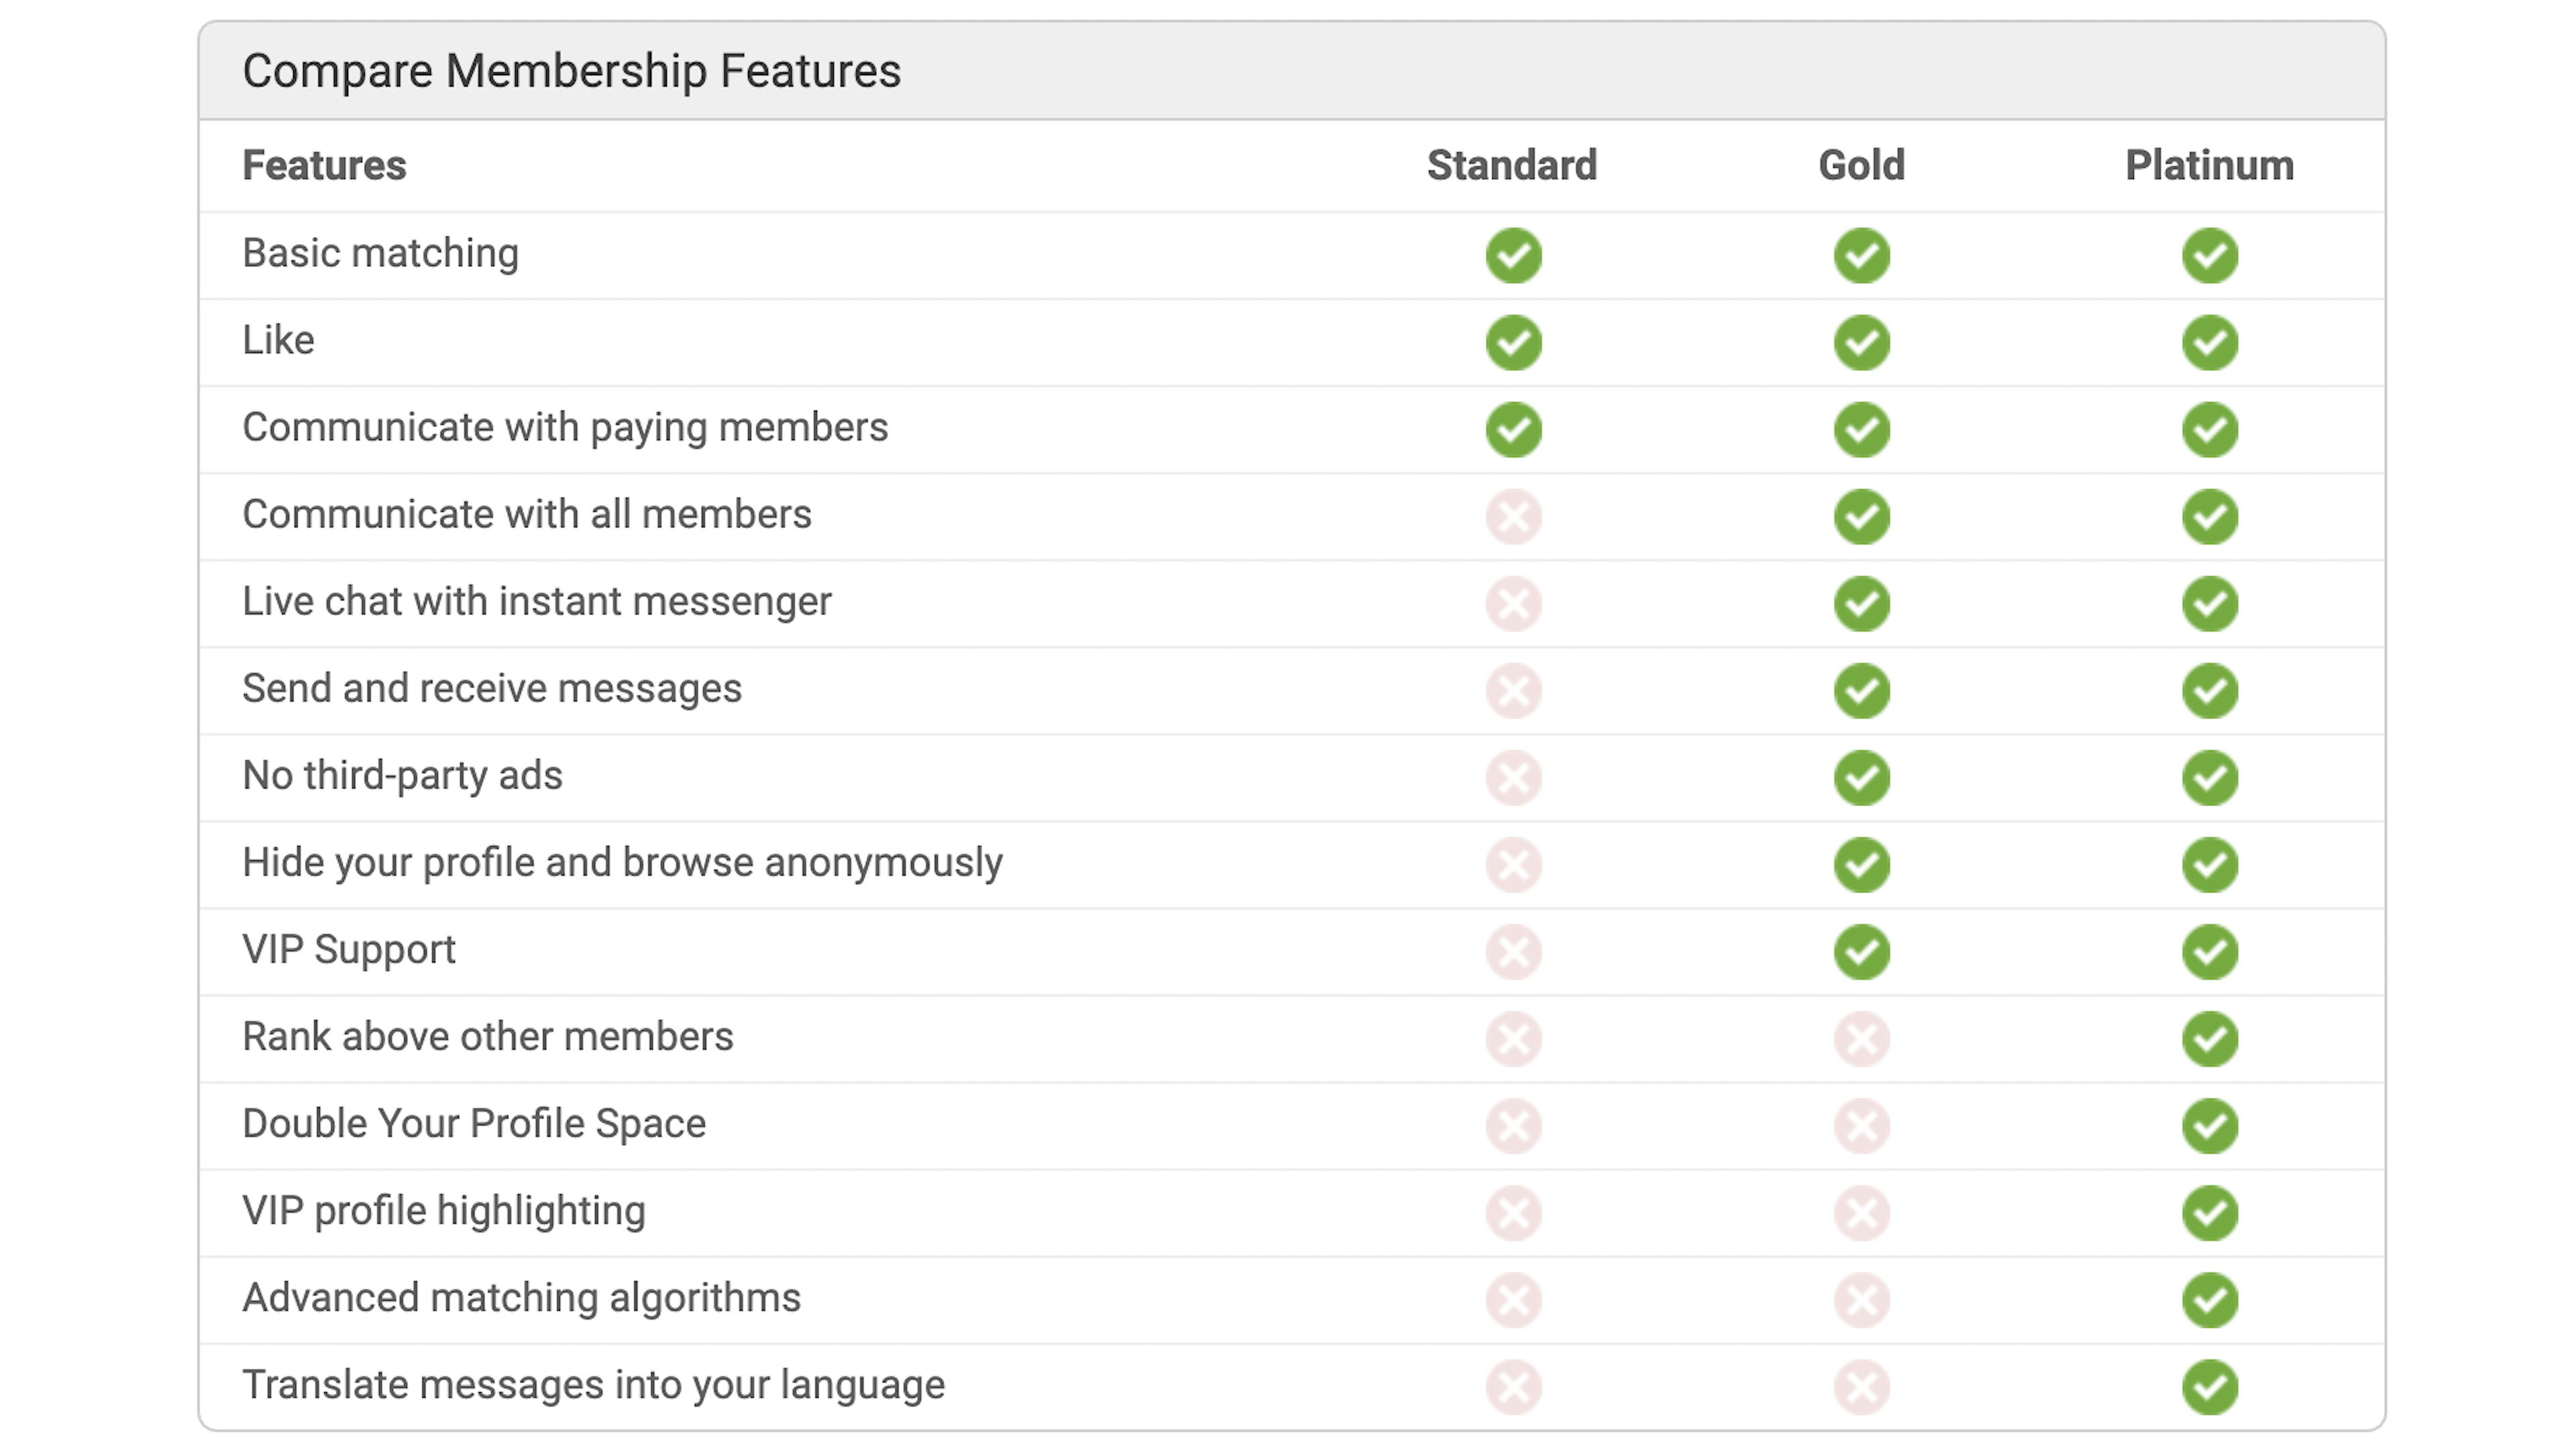 Compare Membership Features
Features Standard Gold Platinum
Basic matching
Like
Communicate with paying members
Communicate with all members
Live chat with instant messenger
Send and receive messages
No third-party ads
Hide your profile and browse anonymously
VIP Support
Rank above other members
Double Your Profile Space
VIP profile highlighting
Advanced matching algorithms
Translate messages into your language